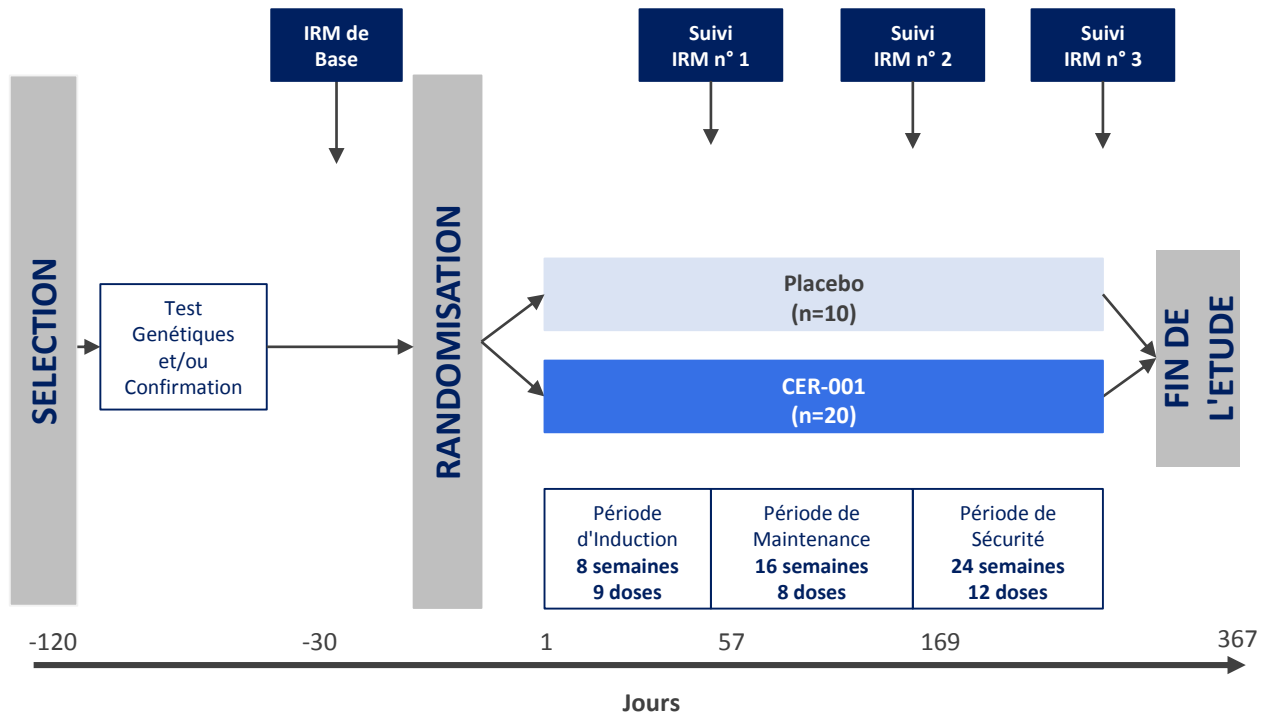 IRM de
Base
Suivi
IRM n° 1
Suivi
IRM n° 2
Suivi
IRM n° 3
SELECTION
Test
Genétiques
et/ou
Confirmation
RANDOMISATION
Placebo
(n=10)
CER-001
(n=20)
FIN DE
L'ETUDE
Période
d'Induction
8 semaines
9 doses
Période de
Maintenance
16 semaines
8 doses
Période de
Sécurité
24 semaines
12 doses
-120
-30
1
57
169
367
Jours